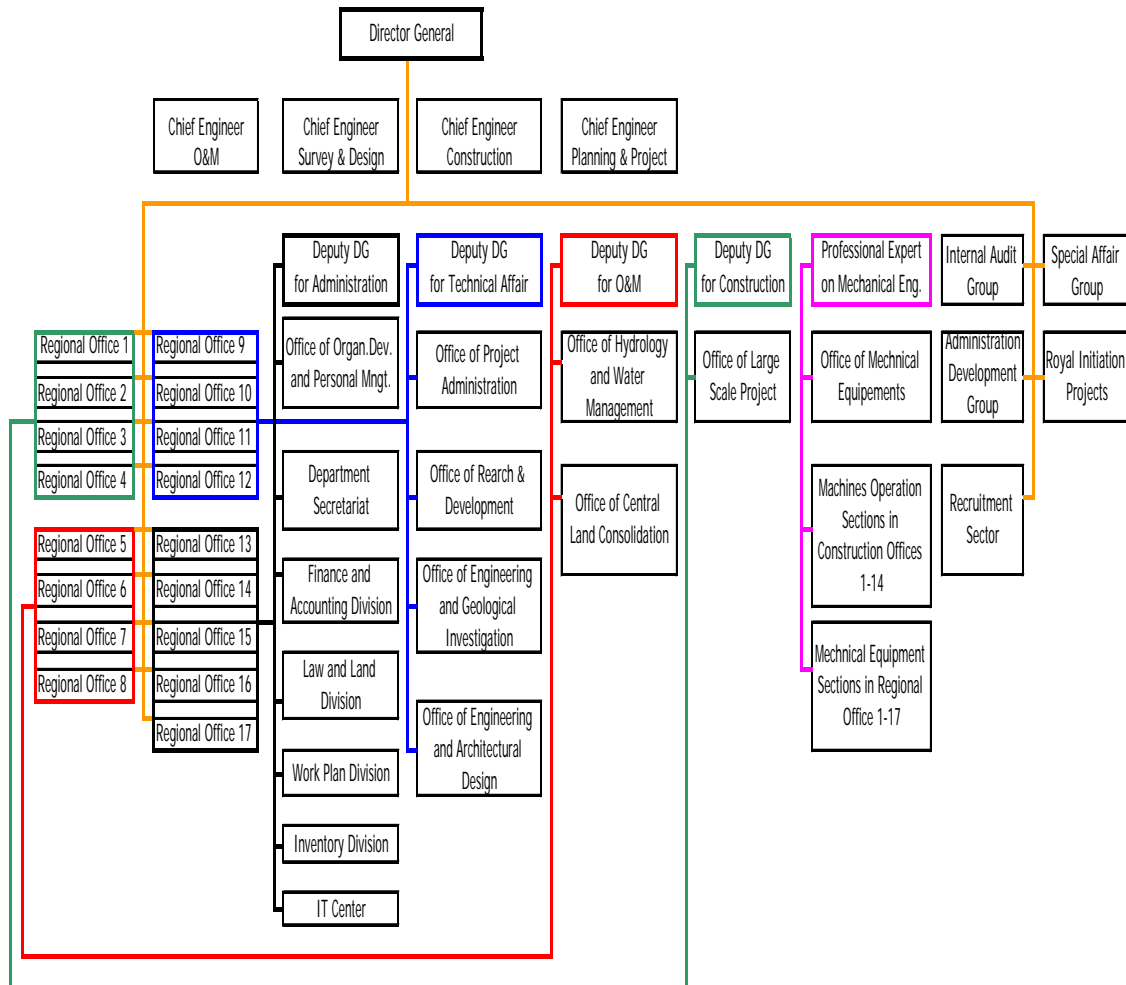 Director General
Chief Engineer
O&M
Chief Engineer
Survey & Design
Chief Engineer
Construction
Chief Engineer
Planning & Project
Deputy DG
for Administration
Deputy DG
for Technical Affair
Deputy DG
for O&M
Deputy DG
for Construction
Professional Expert
on Mechanical Eng.
Internal Audit
Group
Special Affair
Group
Regional Office 1
Regional Office 2
Regional Office 3
Regional Office 4
Regional Office 5
Regional Office 6
Regional Office 7
Regional Office 8
Regional Office 9
Regional Office 10
Regional Office 11
Regional Office 12
Regional Office 13
Regional Office 14
Regional Office 15
Regional Office 16
Regional Office 17
Office of Organ.Dev.
and Personal Mngt.
Department
Secretariat
Finance and
Accounting Division
Law and Land
Division
Work Plan Division
Inventory Division
IT Center
Office of Project
Administration
Office of Rearch &
Development
Office of Engineering
and Geological
Investigation
Office of Engineering
and Architectural
Design
Office of Hydrology
and Water
Management
Office of Central
Land Consolidation
Office of Large
Scale Project
Office of Mechnical
Equipements
Machines Operation
Sections in
Construction Offices
1-14
Mechnical Equipment
Sections in Regional
Office 1-17
Administration
Development
Group
Recruitment
Sector
Royal Initiation
Projects